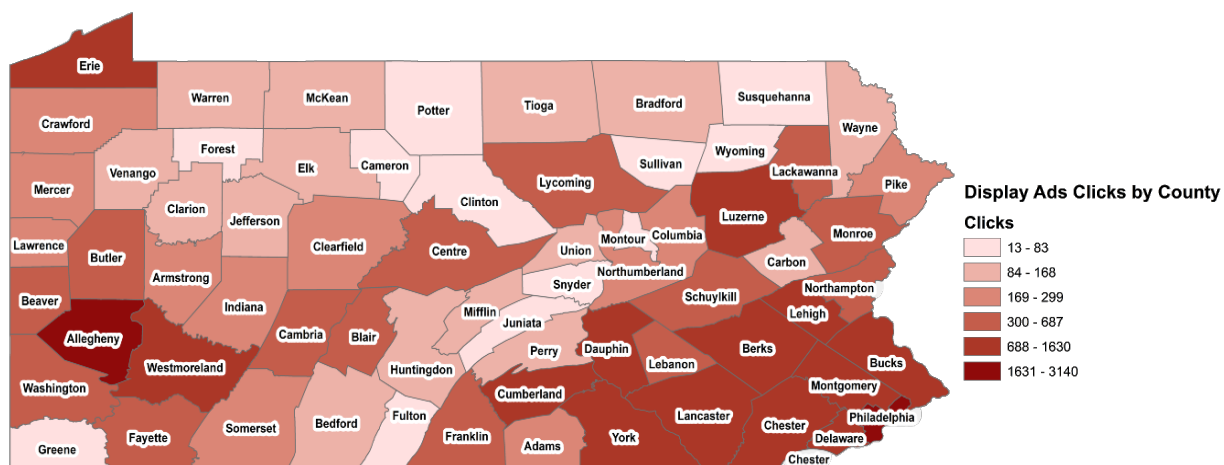 Erie
Warren
McKean
Potter
Tioga
Bradford
Susquehanna
Crawford
Wayne
Forest
Wyoming
Sullivan
Cameron
Elk
Venango
Lackawanna
Lycoming
Pike
Mercer
Clinton
Clarion
Jefferson
Luzerne
Monroe
Columbia
Montour
Lawrence
Clearfield
Centre
Union
Butler
Carbon
Northumberland
Armstrong
Snyder
Northampton
Schuylkill
Beaver
Indiana
Mifflin
Lehigh
Juniata
Allegheny
Cambria
Blair
Perry
Dauphin
Berks
Bucks
Lebanon
Westmoreland
Huntingdon
Montgomery
Washington
Cumberland
Fulton
Lancaster
Philadelphia
Bedford
Somerset
Chester
Fayette
Franklin
York
Delaware
Adams
Greene
Chester
Display Ads Clicks by County
Clicks
13 - 83
84 - 168
169 - 299
300 - 687
688 - 1630
1631 - 3140